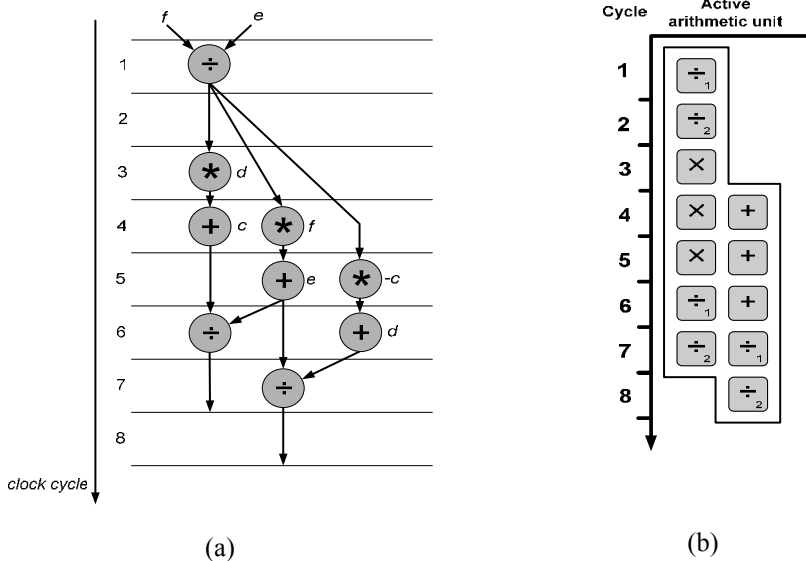 f e
1 ÷
2
3 * d
4 + c * f
5 + e * -c
6 ÷ + d
7 ÷
8
clock cycle
(a)
Cycle Active
arithmetic unit
1 ÷1
2 ÷2
3 ×
4 × +
5 × +
6 ÷1 +
7 ÷2 ÷1
8 ÷2
(b)